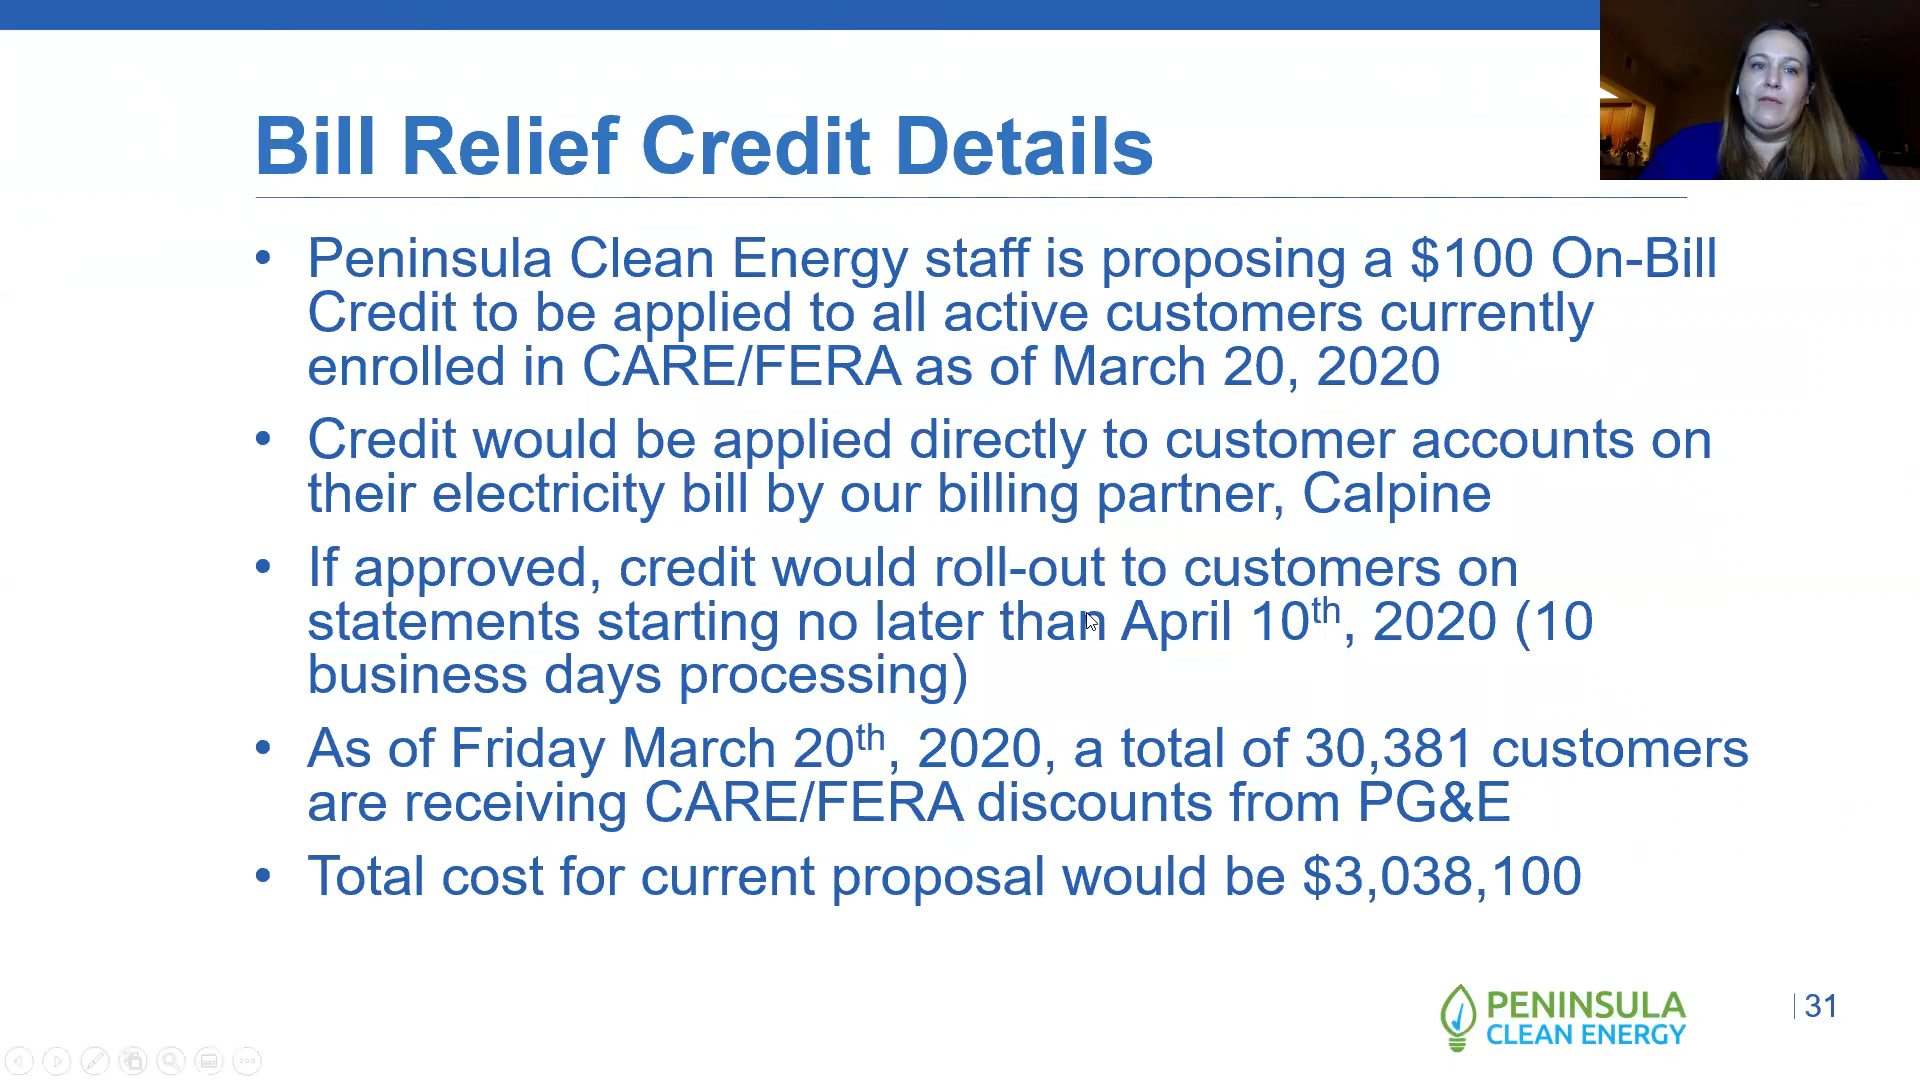 Bill Relief Credit Details
• Peninsula Clean Energy staff is proposing a $100 On-Bill
Credit to be applied to all active customers currently
enrolled in CARE/FERA as of March 20, 2020
• Credit would be applied directly to customer accounts on
their electricity bill by our billing partner, Calpine
• If approved, credit would roll-out to customers on
statements starting no later than April 10th, 2020 (10
business days processing)
• As of Friday March 20th, 2020, a total of 30,381 customers
are receiving CARE/FERA discounts from PG&E
• Total cost for current proposal would be $3,038,100
PENINSULA
CLEAN ENERGY
31